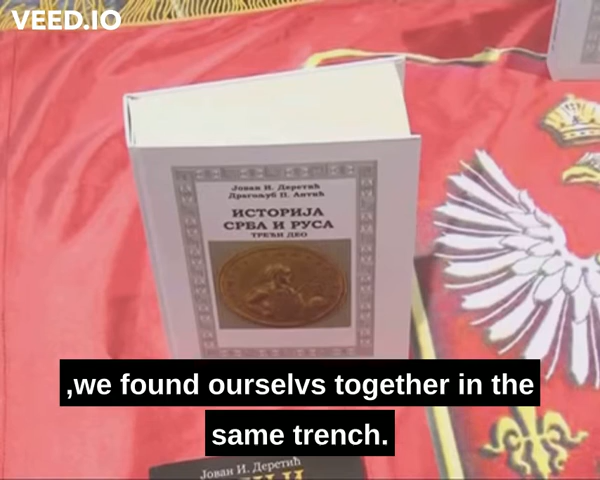 VEED.IO
Јован И. Деретић
Драгољуб П. Антић
ИСТОРИЈА
СРБА И РУСА
ТРЕЋИ ДЕО
,we found ourselvs together in the
same trench.
Јован И. Деретић